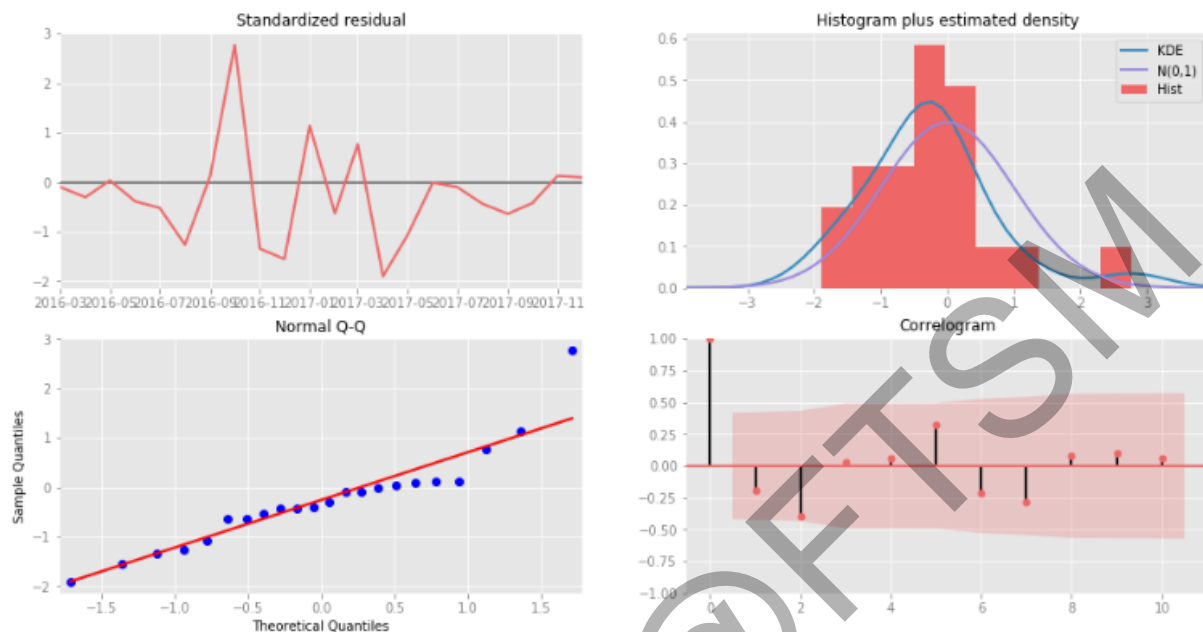 Standardized residual
3
2
1
0
−1
−2
2016-03 2016-05 2016-07 2016-09 2016-11 2017-01 2017-03 2017-05 2017-07 2017-09 2017-11
Histogram plus estimated density
0.6
0.5
0.4
0.3
0.2
0.1
0.0
KDE
N(0,1)
Hist
−3 −2 −1 0 1 2 3
Normal Q-Q
3
2
1
0
−1
−2
Sample Quantiles
−1.5 −1.0 −0.5 0.0 0.5 1.0 1.5
Theoretical Quantiles
Correlogram
1.00
0.75
0.50
0.25
0.00
−0.25
−0.50
−0.75
−1.00
0 2 4 6 8 10
@FTSM